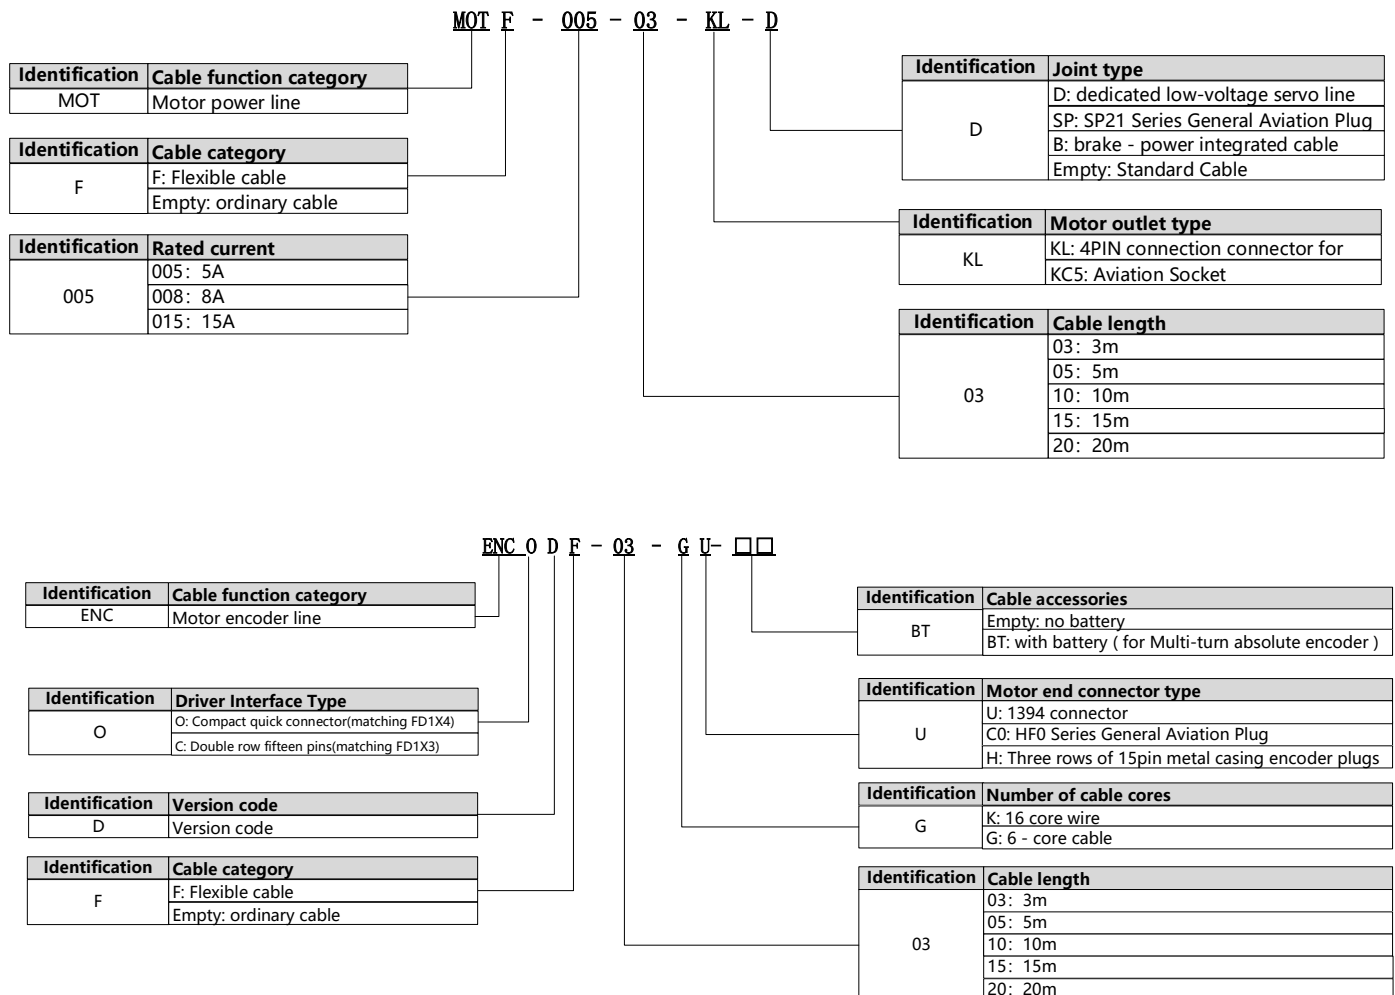 MOT F - 005 - 03 - KL - D
Identification Cable function category
MOT Motor power line
Identification Cable category
F
F: Flexible cable
Empty: ordinary cable
Identification Rated current
005
005: 5A
008: 8A
015: 15A
Identification Joint type
D
D: dedicated low-voltage servo line
SP: SP21 Series General Aviation Plug
B: brake - power integrated cable
Empty: Standard Cable
Identification Motor outlet type
KL
KL: 4PIN connection connector for
KC5: Aviation Socket
Identification Cable length
03
03: 3m
05: 5m
10: 10m
15: 15m
20: 20m
ENC O D F - 03 - G U- □□
Identification Cable function category
ENC Motor encoder line
Identification Driver Interface Type
O
O: Compact quick connector(matching FD1X4)
C: Double row fifteen pins(matching FD1X3)
Identification Version code
D Version code
Identification Cable category
F
F: Flexible cable
Empty: ordinary cable
Identification Cable accessories
BT
Empty: no battery
BT: with battery ( for Multi-turn absolute encoder )
Identification Motor end connector type
U
U: 1394 connector
C0: HF0 Series General Aviation Plug
H: Three rows of 15pin metal casing encoder plugs
Identification Number of cable cores
G
K: 16 core wire
G: 6 - core cable
Identification Cable length
03
03: 3m
05: 5m
10: 10m
15: 15m
20: 20m